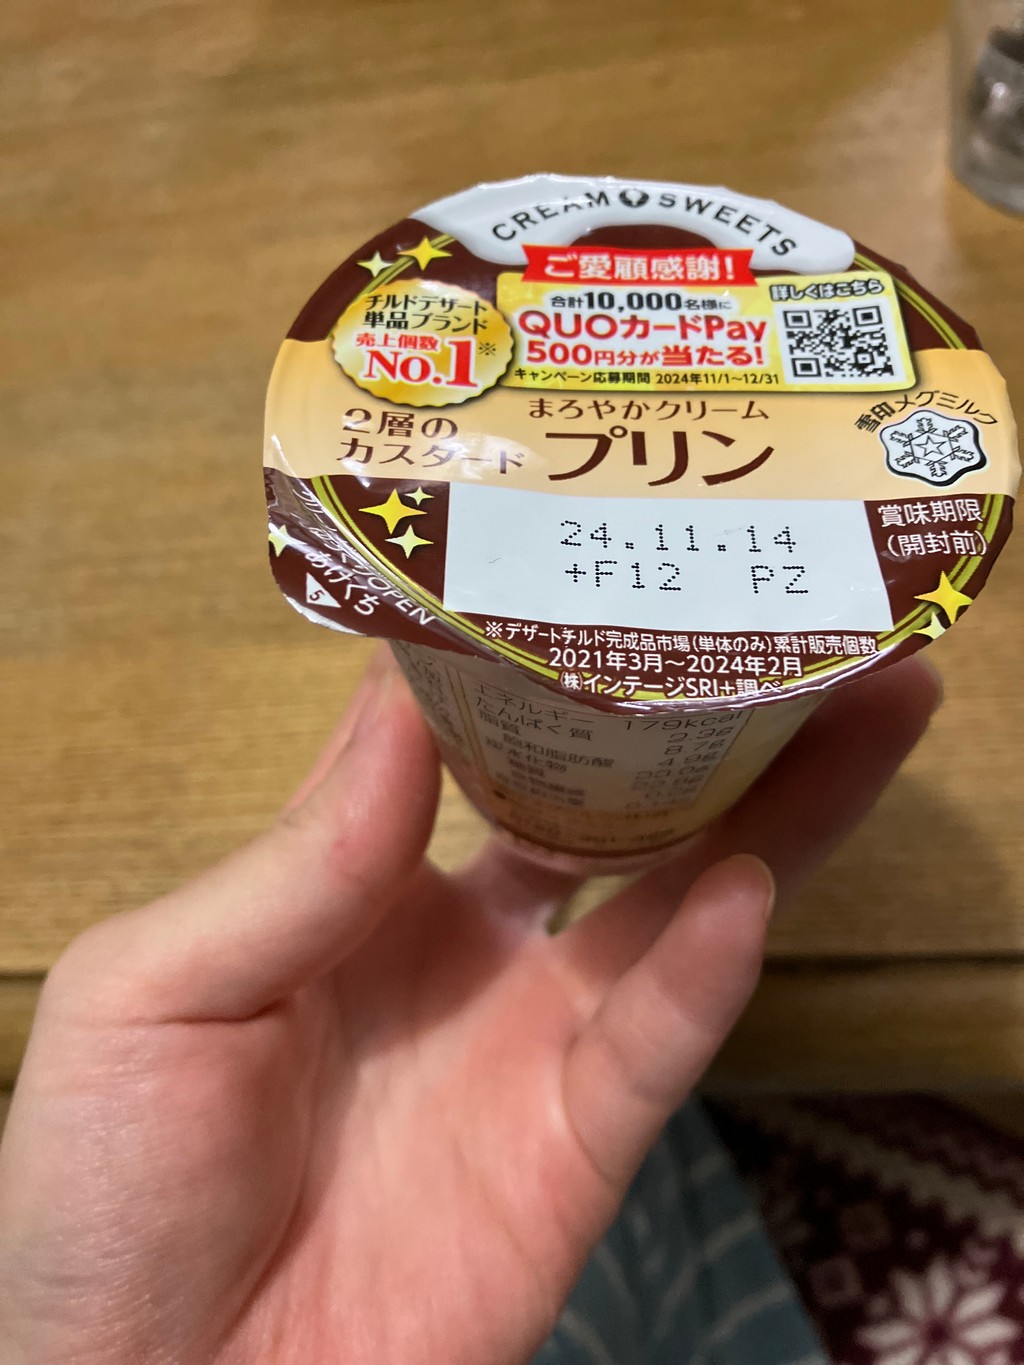 CREAM SWEETS
ご愛顧感謝!
合計10,000名様に
QUOカードPay
500円分が当たる!
キャンペーン応募期間 2024年11/1~12/31
詳しくはこちら
チルドデザート
単品ブランド
売上個数
No.1※
2層の
カスタード
まろやかクリーム
プリン
雪印メグミルク
24.11.14
+F12 PZ
賞味期限
(開封前)
OPEN
あけくち
5
※デザートチルド完成品市場(単体のみ)累計販売個数
2021年3月~2024年2月
(株)インテージSRI+調べ
エネルギー 179kcal
たんぱく質
脂質 8.7g
飽和脂肪酸 4.9g
炭水化物
糖質